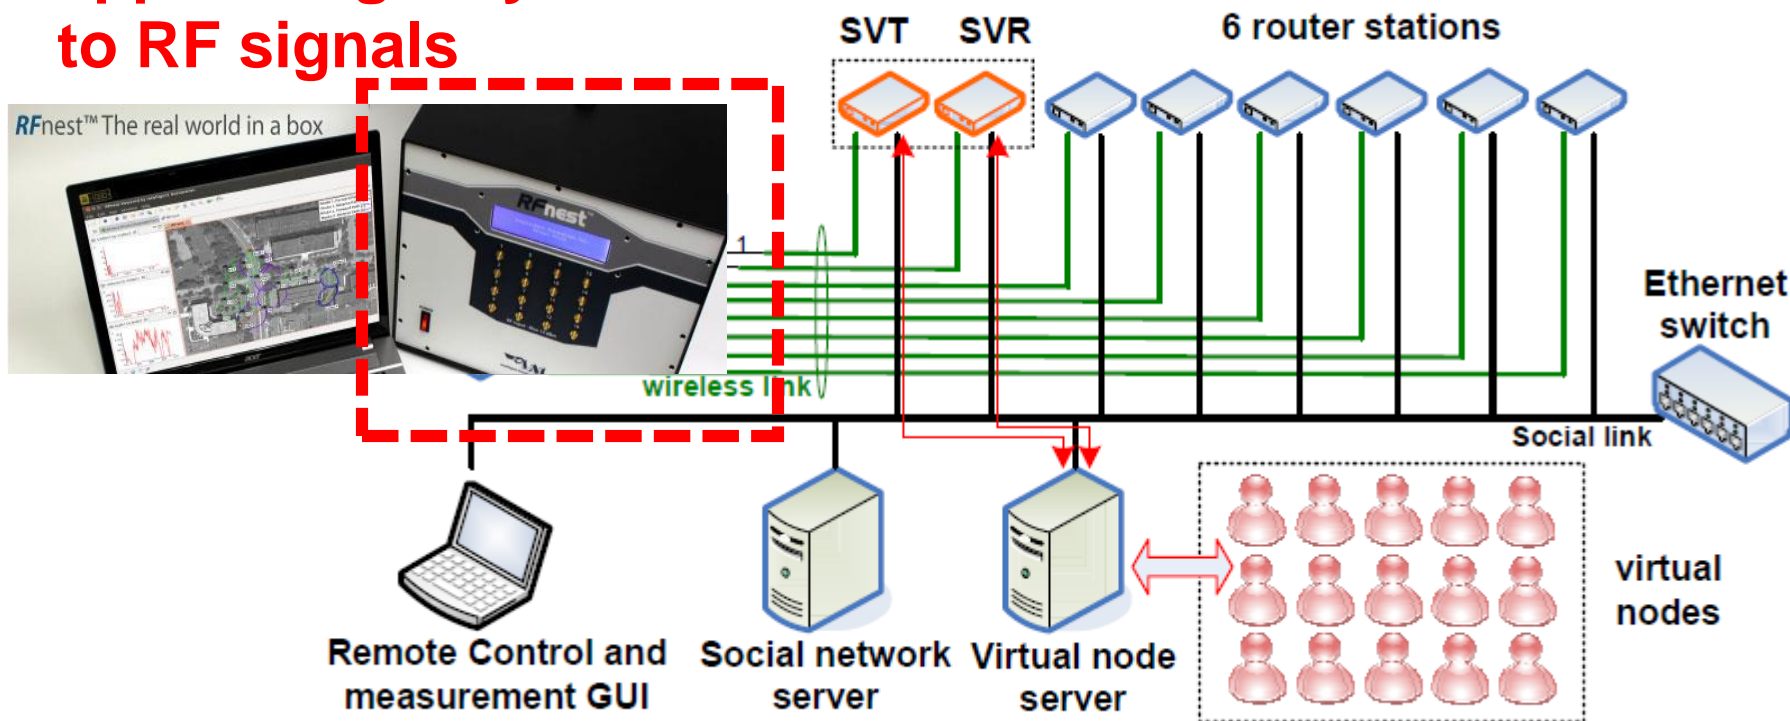 to RF signals
SVT
SVR
6 router stations
RFnest™ The real world in a box
RFnest™
1
Ethernet
switch
wireless link
Social link
virtual
nodes
Remote Control and
measurement GUI
Social network
server
Virtual node
server